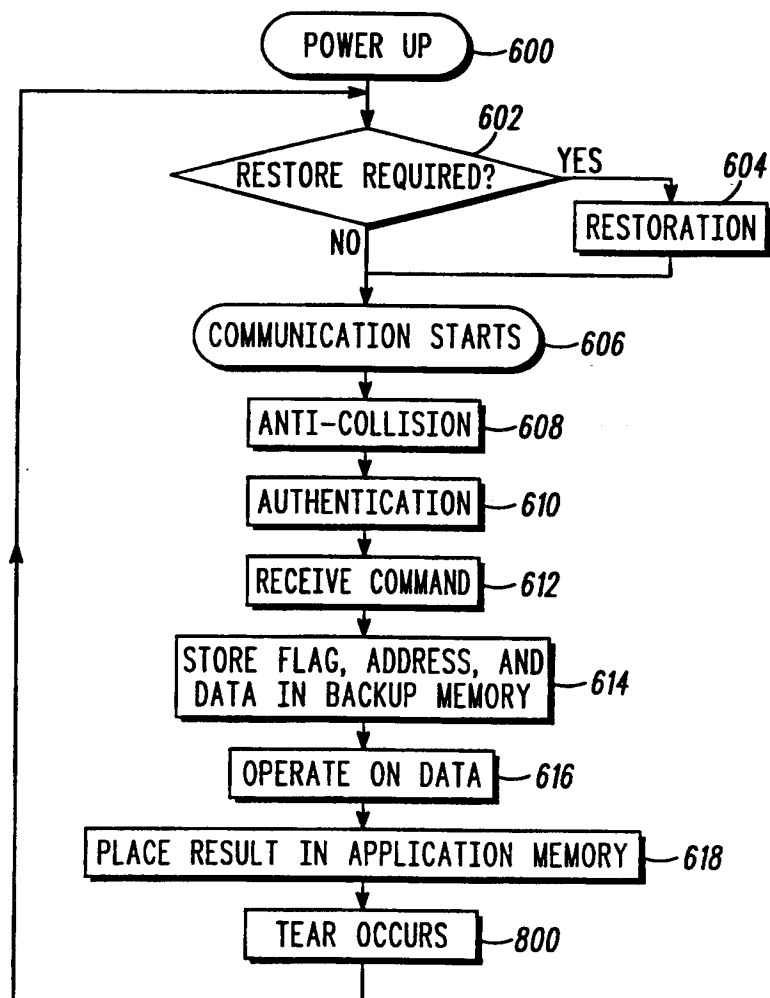 POWER UP
600
602
RESTORE REQUIRED?
YES
604
RESTORATION
NO
COMMUNICATION STARTS
606
ANTI-COLLISION
608
AUTHENTICATION
610
RECEIVE COMMAND
612
STORE FLAG, ADDRESS, AND
DATA IN BACKUP MEMORY
614
OPERATE ON DATA
616
PLACE RESULT IN APPLICATION MEMORY
618
TEAR OCCURS
800